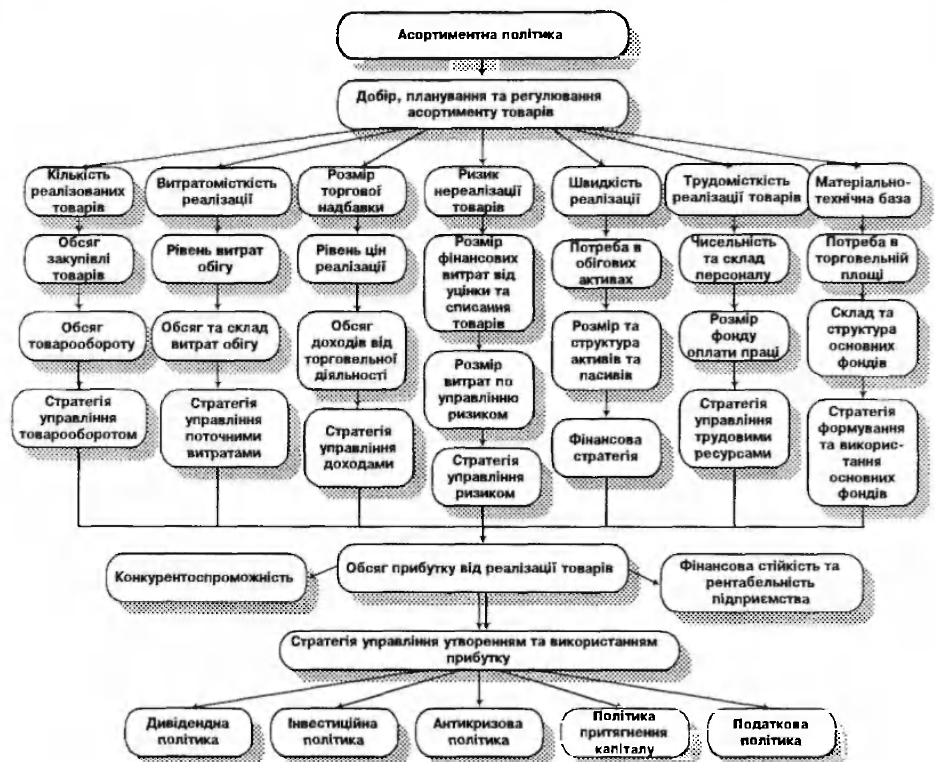 Асортиментна політика
Добір, планування та регулювання
асортименту товарів
Кількість
реалізованих
товарів
Витратомісткість
реалізації
Розмір
торгової
надбавки
Ризик
нереалізації
товарів
Швидкість
реалізації
Трудомісткість
реалізації товарів
Матеріально-
технічна база
Обсяг
закупівлі
товарів
Рівень витрат
обігу
Рівень цін
реалізації
Розмір
фінансових
витрат від
уцінки та
списання
товарів
Потреба в
обігових
активах
Чисельність
та склад
персоналу
Потреба в
торговельній
площі
Обсяг
товарообороту
Обсяг та склад
витрат обігу
Обсяг
доходів від
торговельної
діяльності
Розмір
витрат по
управлінню
ризиком
Розмір та
структура
активів та
пасивів
Розмір
фонду
оплати праці
Склад та
структура
основних
фондів
Стратегія
управління
товарооборотом
Стратегія
управління
поточними
витратами
Стратегія
управління
доходами
Стратегія
управління
ризиком
Фінансова
стратегія
Стратегія
управління
трудовими
ресурсами
Стратегія
формування
та викорис-
тання
основних
фондів
Конкурентоспроможність
Обсяг прибутку від реалізації товарів
Фінансова стійкість та
рентабельність
підприємства
Стратегія управління утворенням та використанням
прибутку
Дивідендна
політика
Інвестиційна
політика
Антикризова
політика
Політика
притягнення
капіталу
Податкова
політика